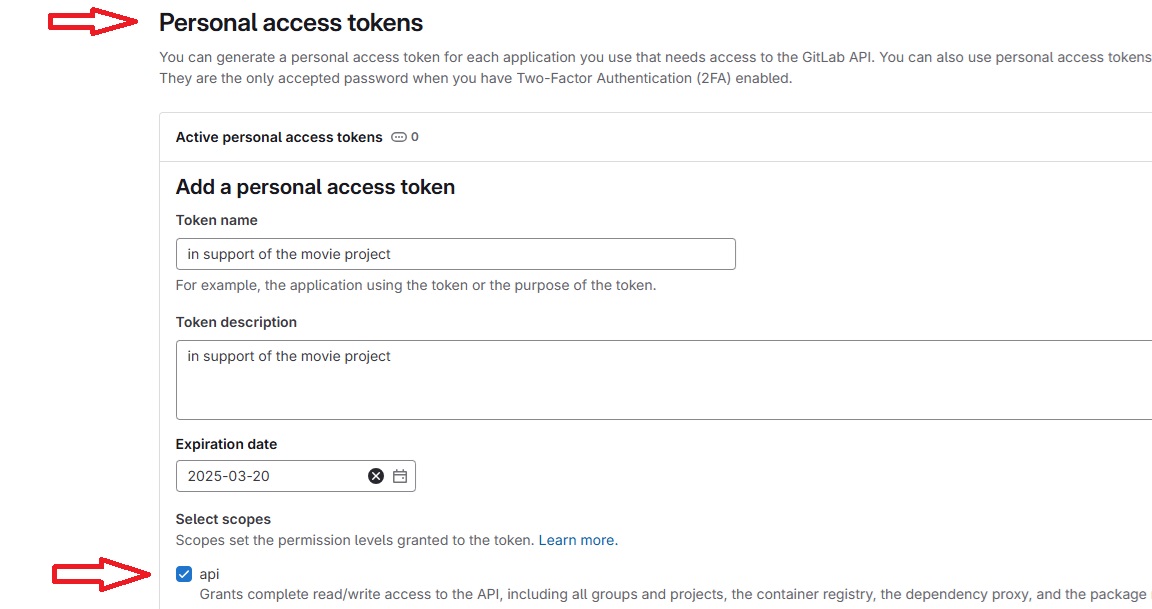 Personal access tokens
You can generate a personal access token for each application you use that needs access to the GitLab API. You can also use personal access tokens
They are the only accepted password when you have Two-Factor Authentication (2FA) enabled.
Active personal access tokens 0
Add a personal access token
Token name
in support of the movie project
For example, the application using the token or the purpose of the token.
Token description
in support of the movie project
Expiration date
2025-03-20
Select scopes
Scopes set the permission levels granted to the token. Learn more.
api
Grants complete read/write access to the API, including all groups and projects, the container registry, the dependency proxy, and the package